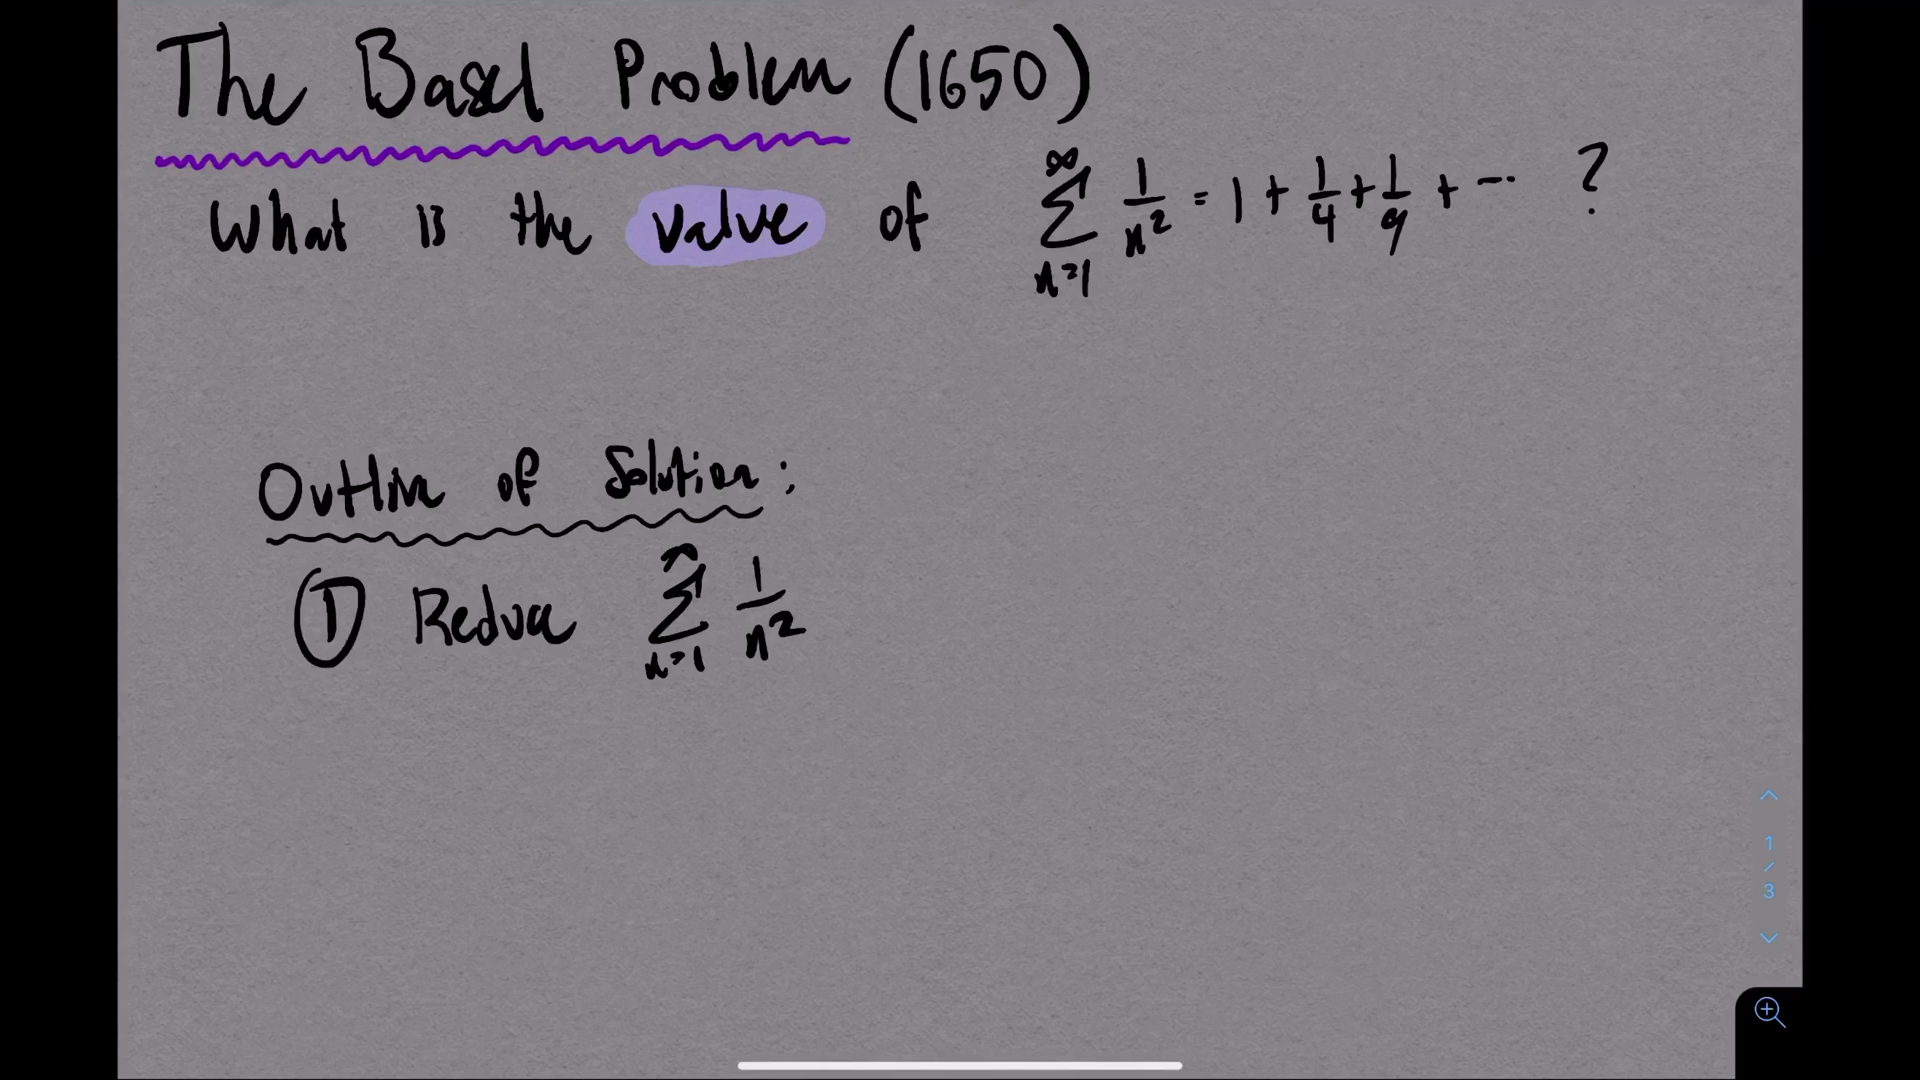 The Basel Problem (1650)
What is the value of ∞ ∑ n=1 1/n² = 1 + 1/4 + 1/9 + ... ?
Outline of Solution:
① Reduce ∑ n=1 1/n²
1
/
3